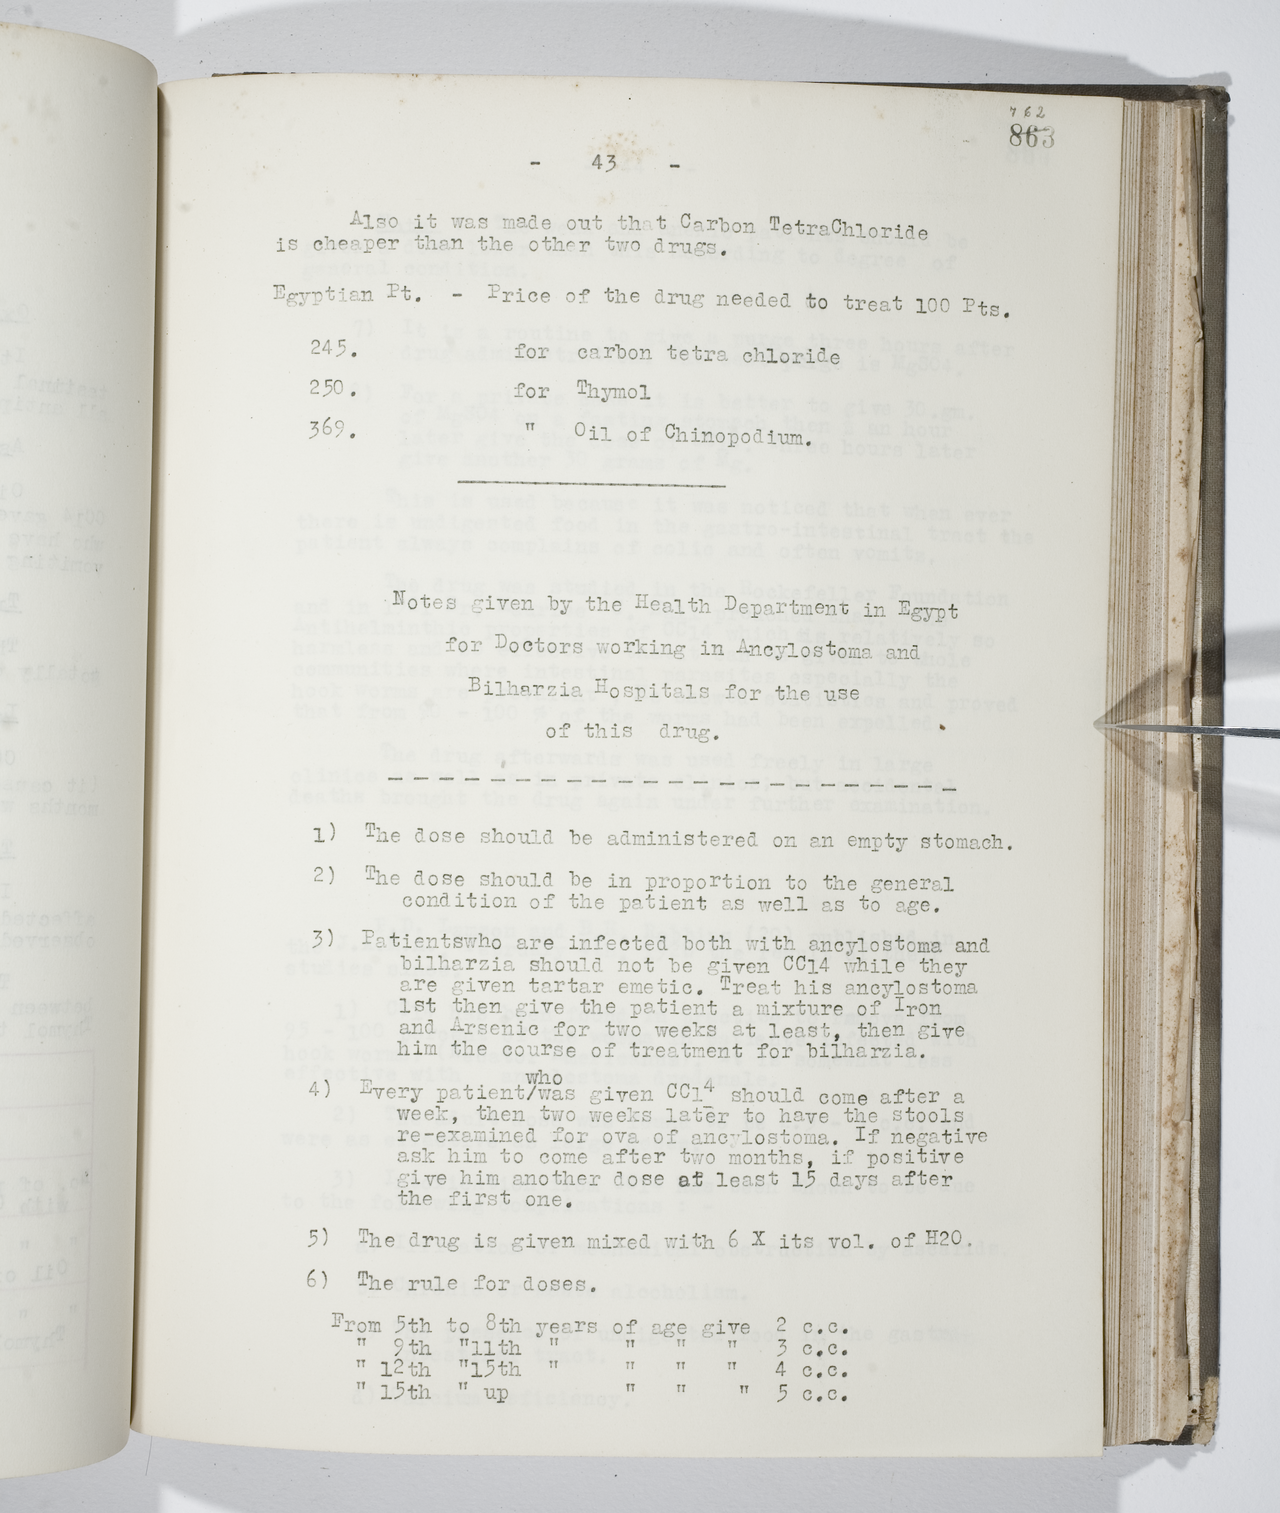 762
863
- 43 -
Also it was made out that Carbon TetraChloride
is cheaper than the other two drugs.
Egyptian Pt. - Price of the drug needed to treat 100 Pts.
245. for carbon tetra chloride
250. for Thymol
369. " Oil of Chinopodium.
Notes given by the Health Department in Egypt
for Doctors working in Ancylostoma and
Bilharzia Hospitals for the use
of this drug.
1) The dose should be administered on an empty stomach.
2) The dose should be in proportion to the general
condition of the patient as well as to age.
3) Patientswho are infected both with ancylostoma and
bilharzia should not be given CCl4 while they
are given tartar emetic. Treat his ancylostoma
1st then give the patient a mixture of Iron
and Arsenic for two weeks at least, then give
him the course of treatment for bilharzia.
who
4) Every patient/was given CCl4 should come after a
week, then two weeks later to have the stools
re-examined for ova of ancylostoma. If negative
ask him to come after two months, if positive
give him another dose at least 15 days after
the first one.
5) The drug is given mixed with 6 X its vol. of H2O.
6) The rule for doses.
From 5th to 8th years of age give 2 c.c.
" 9th "11th " " " " 3 c.c.
" 12th "15th " " " " 4 c.c.
" 15th " up " " " 5 c.c.